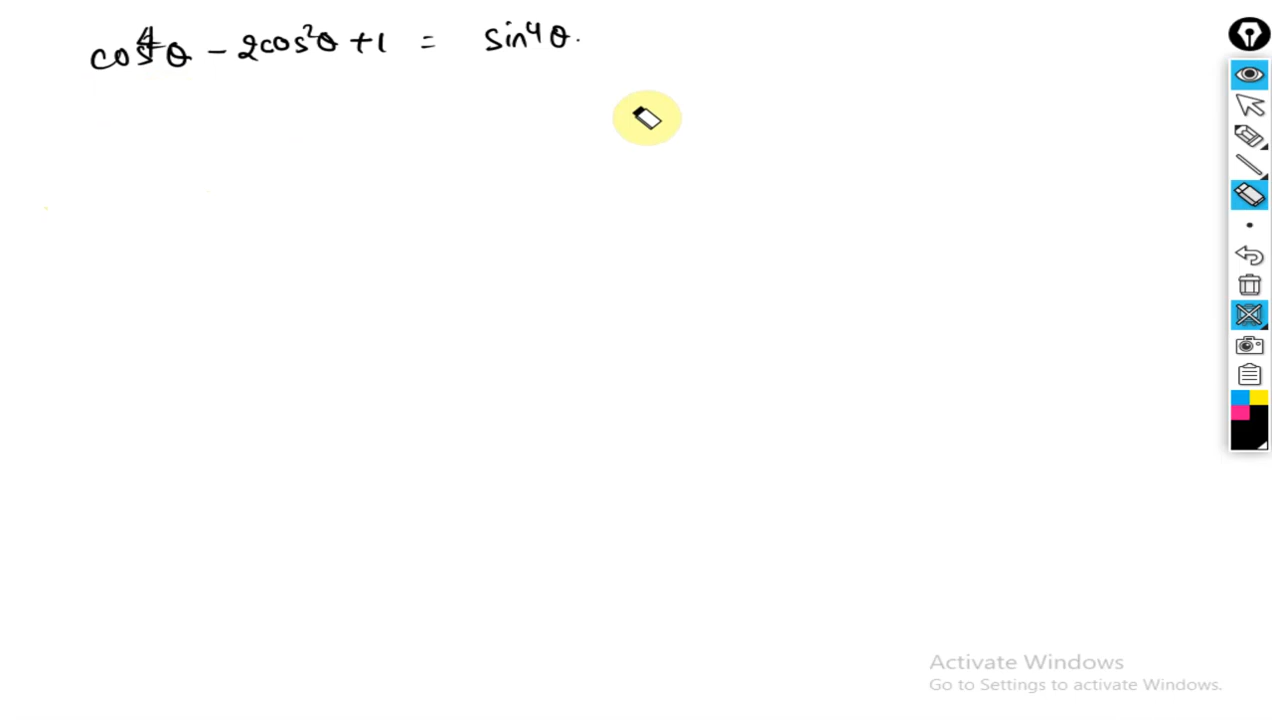 cos⁴θ - 2cos²θ + 1 = sin⁴θ.
Activate Windows
Go to Settings to activate Windows.